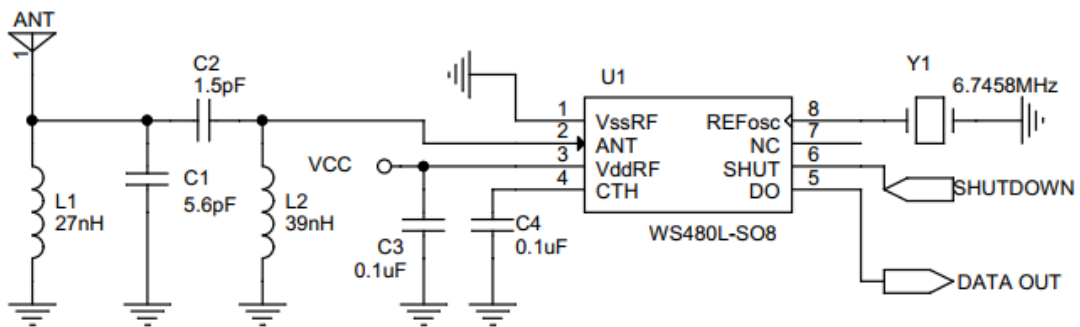 ANT
1
C2
1.5pF
L1
27nH
C1
5.6pF
L2
39nH
VCC
C3
0.1uF
C4
0.1uF
U1
1
2
3
4
VssRF
ANT
VddRF
CTH
REFosc
NC
SHUT
DO
8
7
6
5
WS480L-SO8
Y1
6.7458MHz
SHUTDOWN
DATA OUT